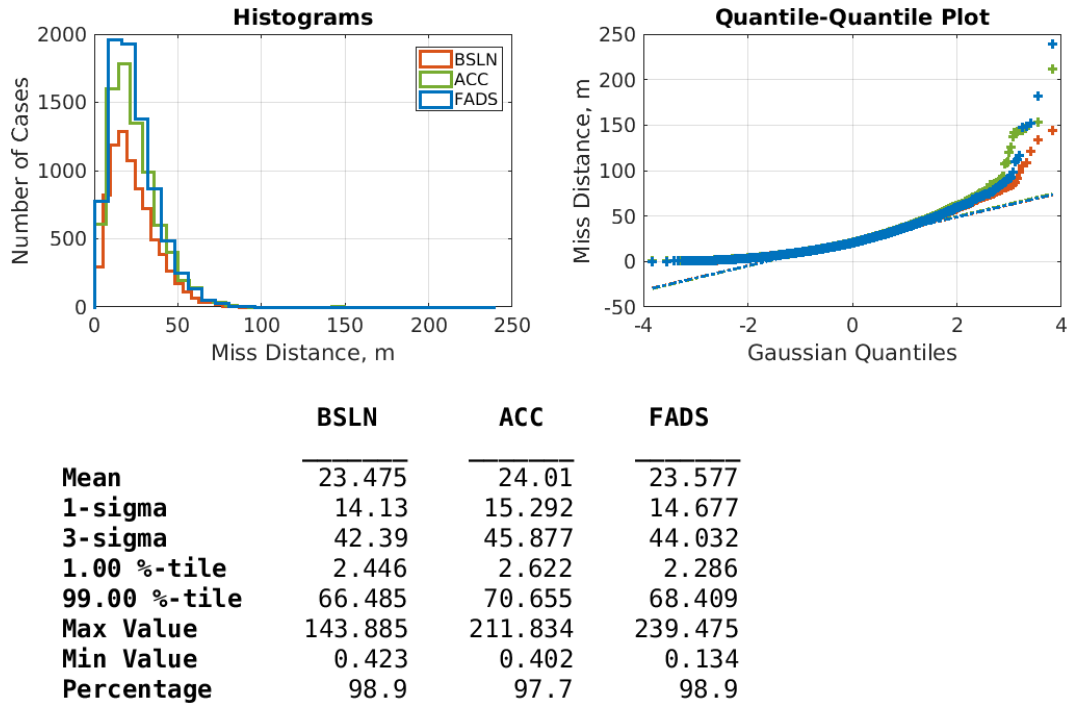 Histograms
Number of Cases
2000
1500
1000
500
0
0 50 100 150 200 250
Miss Distance, m
BSLN
ACC
FADS
Quantile-Quantile Plot
Miss Distance, m
250
200
150
100
50
0
-50
-4 -2 0 2 4
Gaussian Quantiles
BSLN ACC FADS
Mean 23.475 24.01 23.577
1-sigma 14.13 15.292 14.677
3-sigma 42.39 45.877 44.032
1.00 %-tile 2.446 2.622 2.286
99.00 %-tile 66.485 70.655 68.409
Max Value 143.885 211.834 239.475
Min Value 0.423 0.402 0.134
Percentage 98.9 97.7 98.9